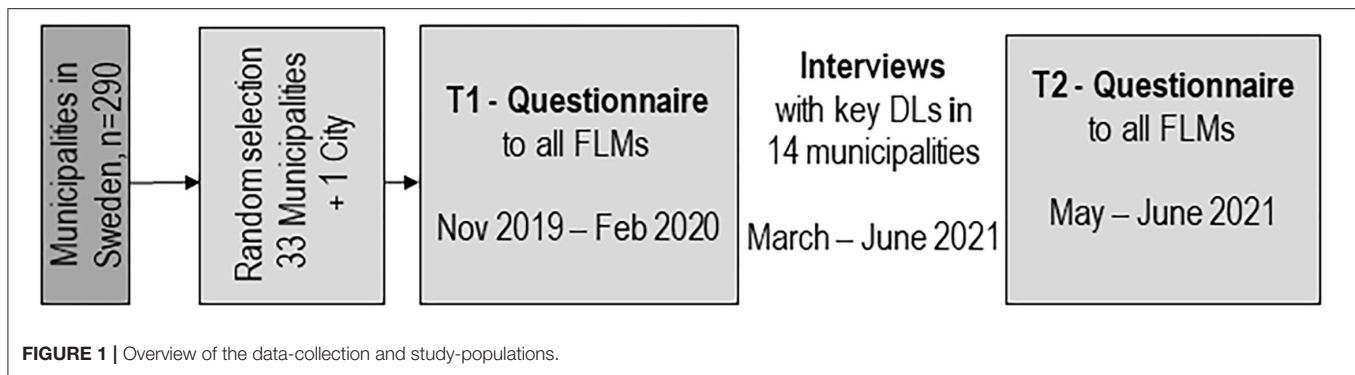 Municipalities in
Sweden, n=290
Random selection
33 Municipalities
+ 1 City
T1 - Questionnaire
to all FLMs
Nov 2019 – Feb 2020
Interviews
with key DLs in
14 municipalities
March – June 2021
T2 - Questionnaire
to all FLMs
May – June 2021
FIGURE 1 | Overview of the data-collection and study-populations.